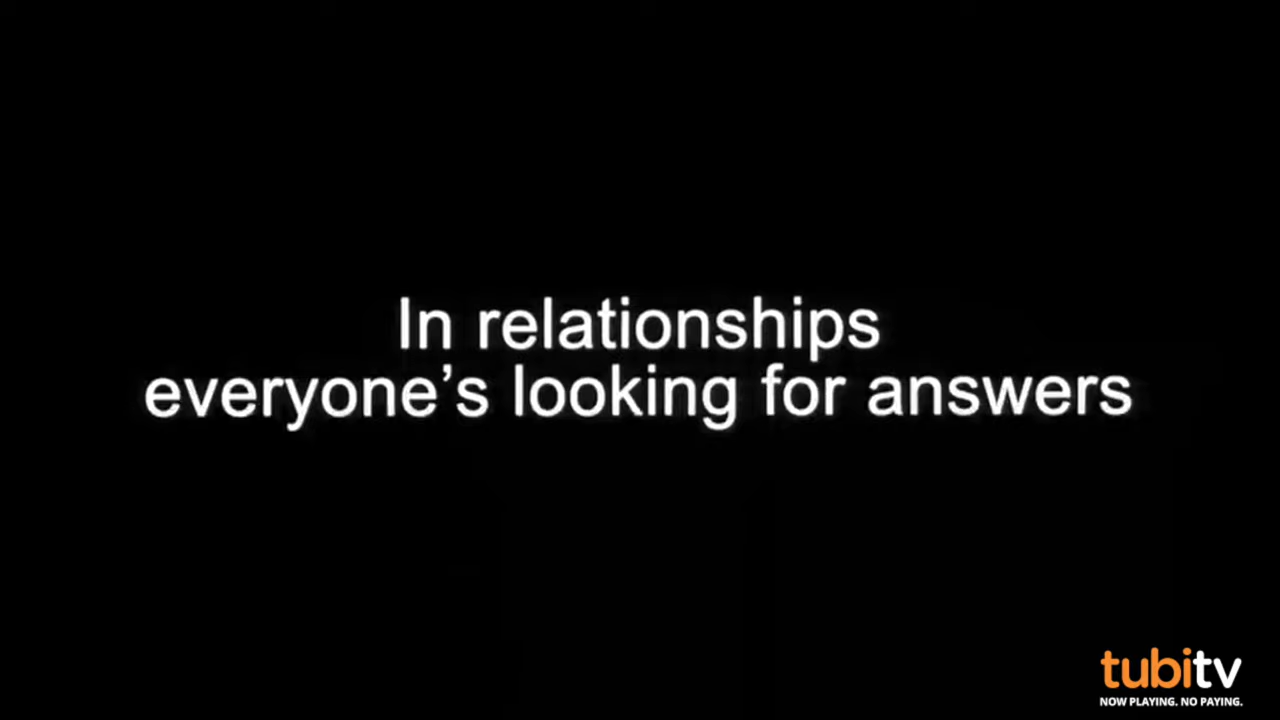 In relationships
everyone’s looking for answers
tubitv
NOW PLAYING. NO PAYING.